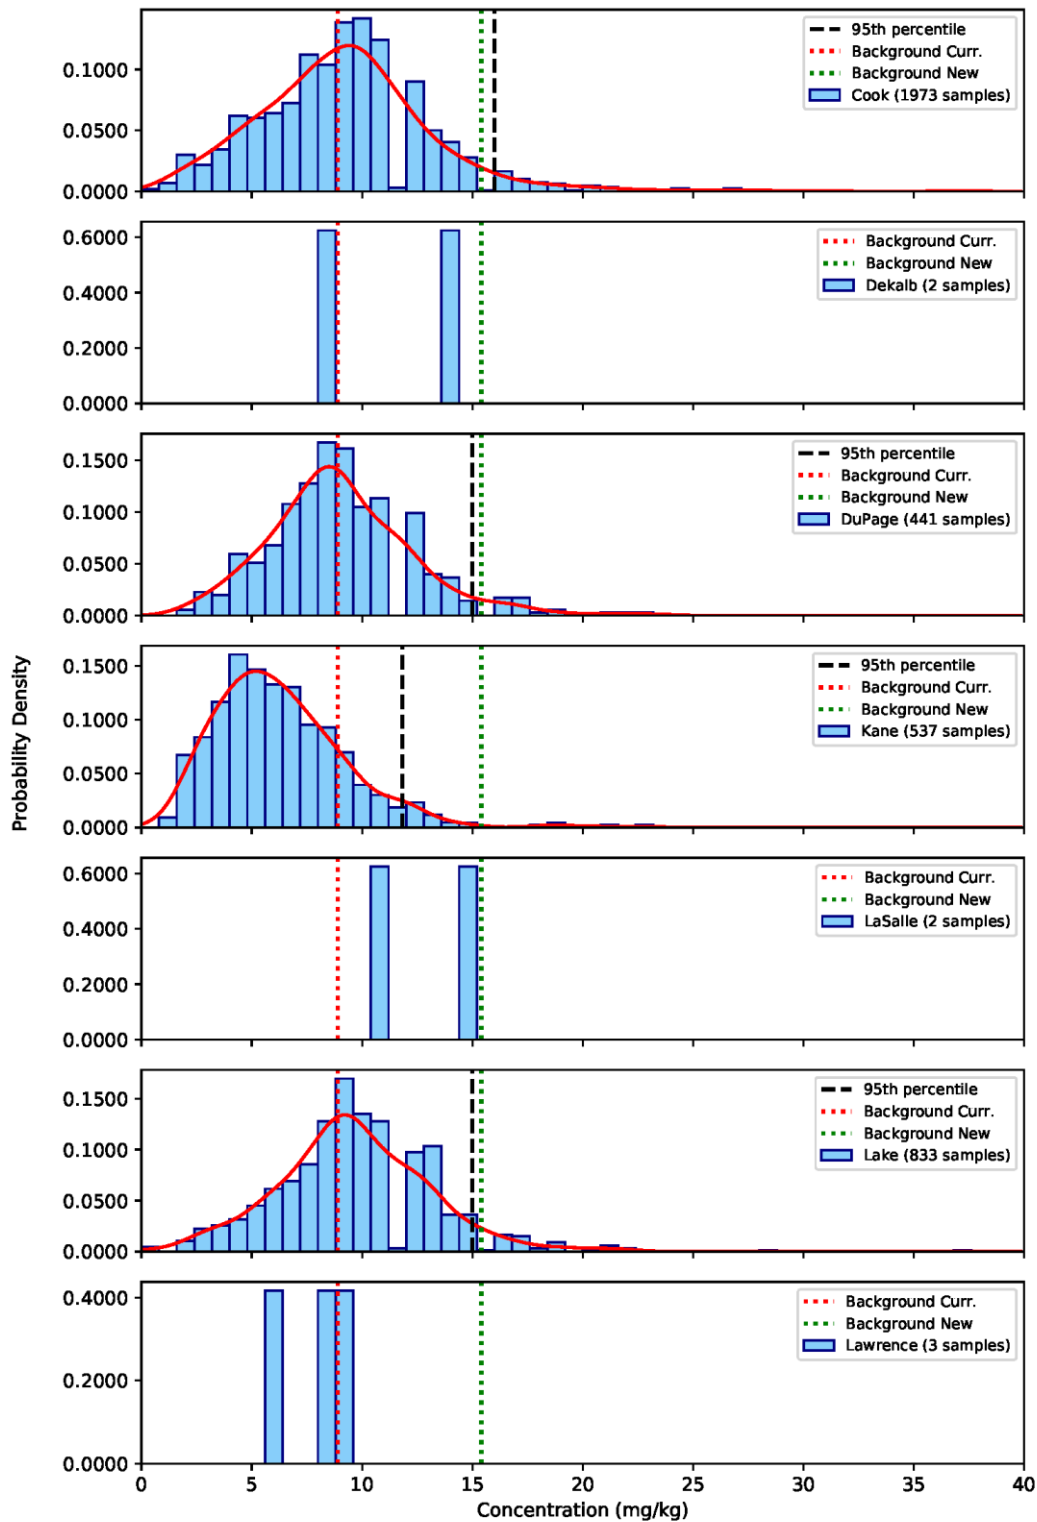 0.1000
0.0500
0.0000
95th percentile
Background Curr.
Background New
Cook (1973 samples)
0.6000
0.4000
0.2000
0.0000
Background Curr.
Background New
Dekalb (2 samples)
0.1500
0.1000
0.0500
0.0000
95th percentile
Background Curr.
Background New
DuPage (441 samples)
Probability Density
0.1500
0.1000
0.0500
0.0000
95th percentile
Background Curr.
Background New
Kane (537 samples)
0.6000
0.4000
0.2000
0.0000
Background Curr.
Background New
LaSalle (2 samples)
0.1500
0.1000
0.0500
0.0000
95th percentile
Background Curr.
Background New
Lake (833 samples)
0.4000
0.2000
0.0000
Background Curr.
Background New
Lawrence (3 samples)
0 5 10 15 20 25 30 35 40
Concentration (mg/kg)